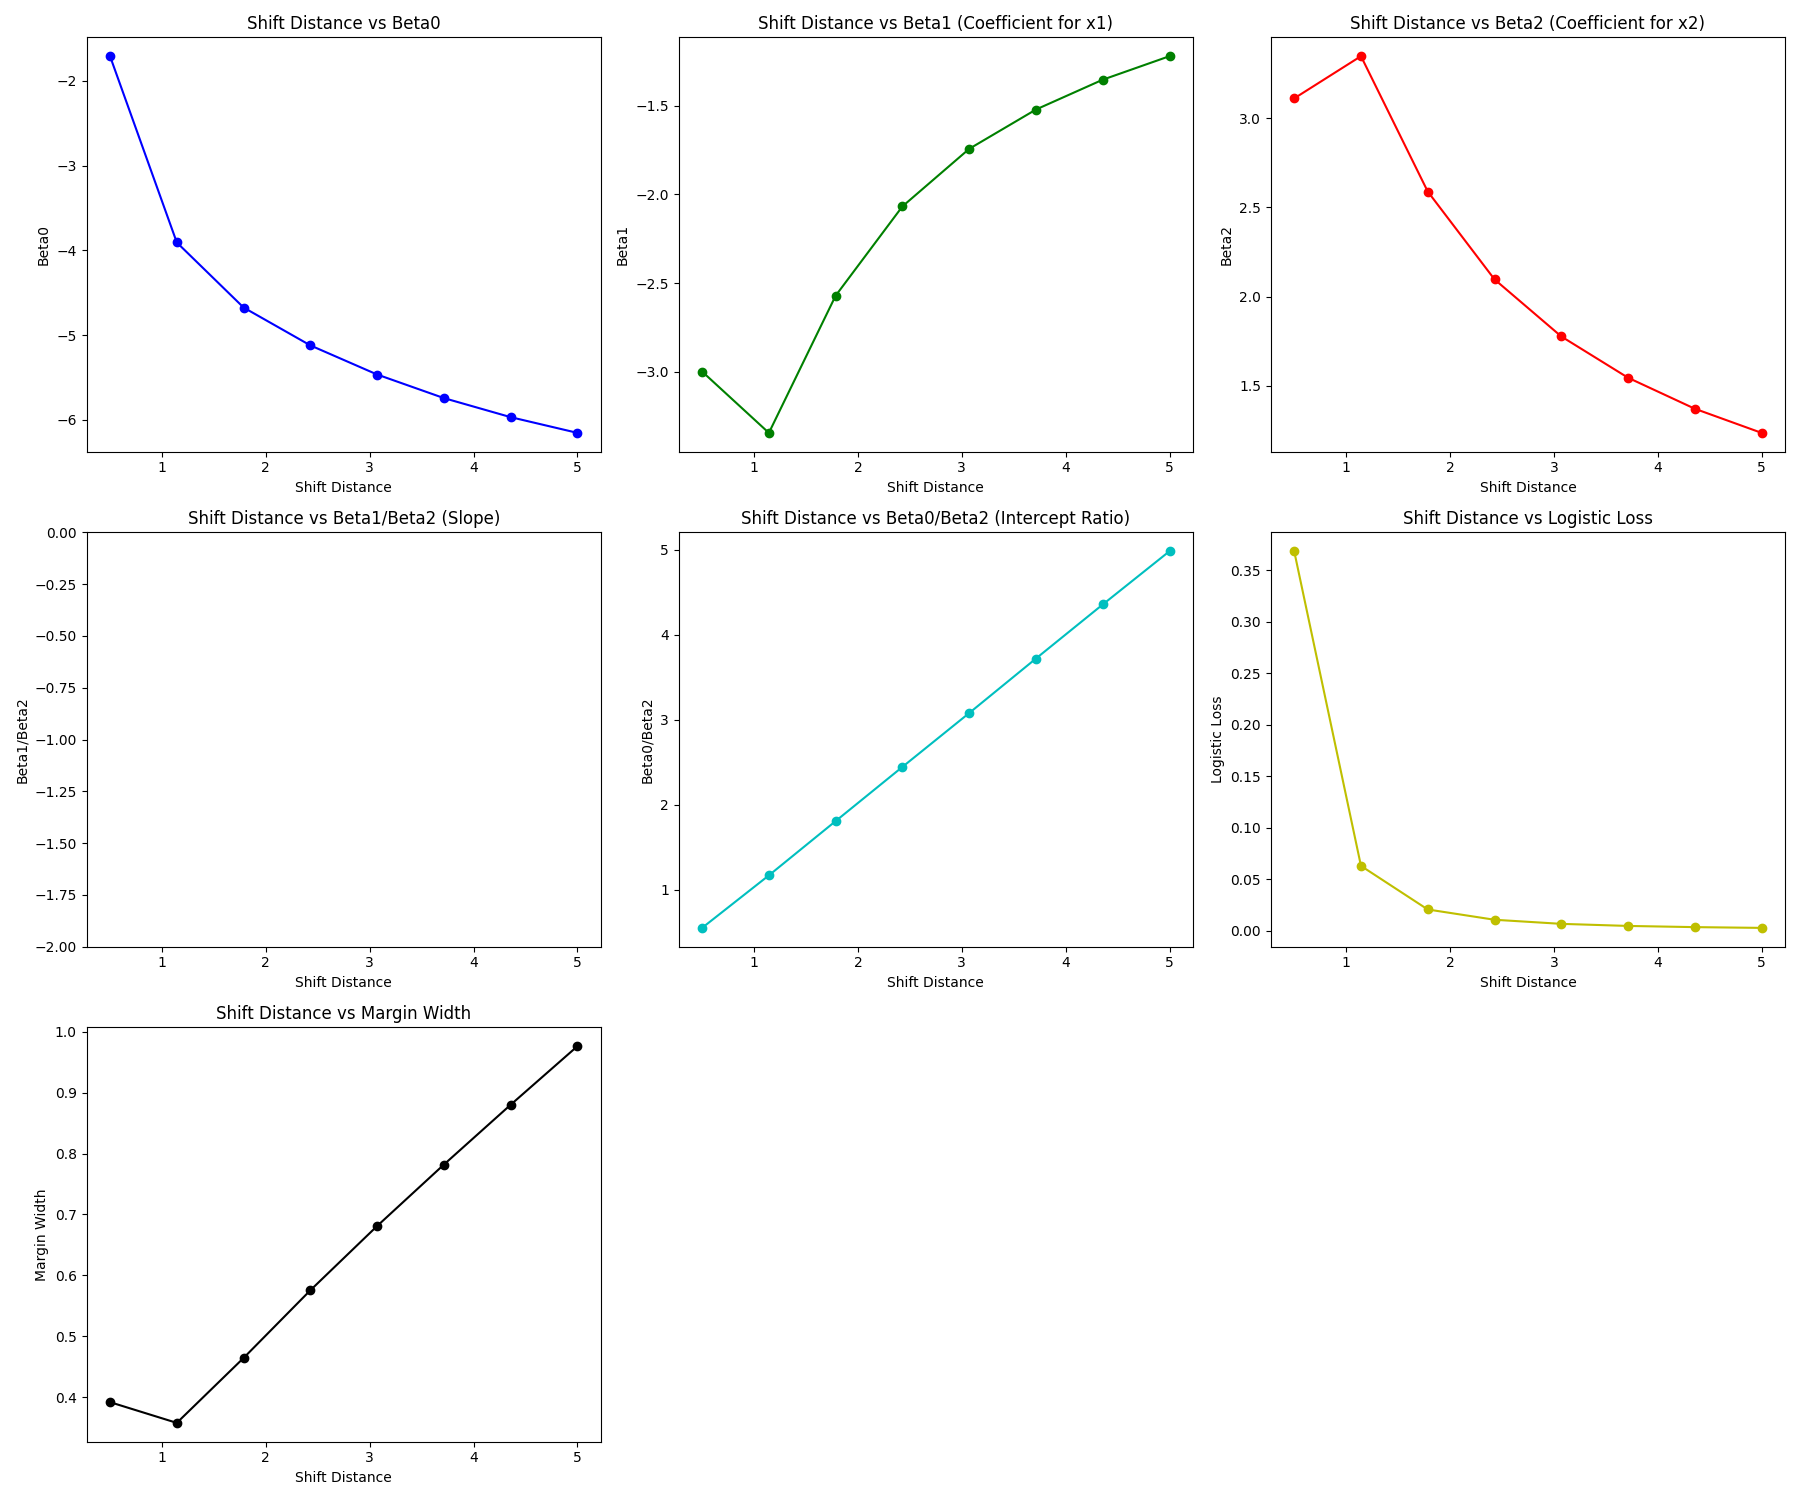 Shift Distance vs Beta0
Beta0
−2
−3
−4
−5
−6
1 2 3 4 5
Shift Distance
Shift Distance vs Beta1 (Coefficient for x1)
Beta1
−1.5
−2.0
−2.5
−3.0
1 2 3 4 5
Shift Distance
Shift Distance vs Beta2 (Coefficient for x2)
Beta2
3.0
2.5
2.0
1.5
1 2 3 4 5
Shift Distance
Shift Distance vs Beta1/Beta2 (Slope)
Beta1/Beta2
0.00
−0.25
−0.50
−0.75
−1.00
−1.25
−1.50
−1.75
−2.00
1 2 3 4 5
Shift Distance
Shift Distance vs Beta0/Beta2 (Intercept Ratio)
Beta0/Beta2
5
4
3
2
1
1 2 3 4 5
Shift Distance
Shift Distance vs Logistic Loss
Logistic Loss
0.35
0.30
0.25
0.20
0.15
0.10
0.05
0.00
1 2 3 4 5
Shift Distance
Shift Distance vs Margin Width
Margin Width
1.0
0.9
0.8
0.7
0.6
0.5
0.4
1 2 3 4 5
Shift Distance